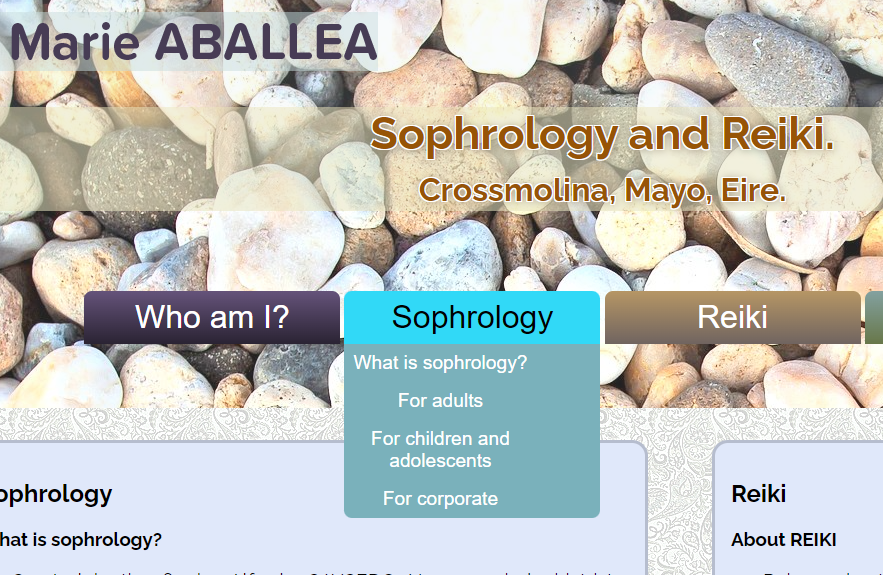 Marie ABALLEA
Sophrology and Reiki.
Crossmolina, Mayo, Eire.
Who am I?
Sophrology
Reiki
What is sophrology?
For adults
For children and
adolescents
For corporate
ophrology
hat is sophrology?
Reiki
About REIKI